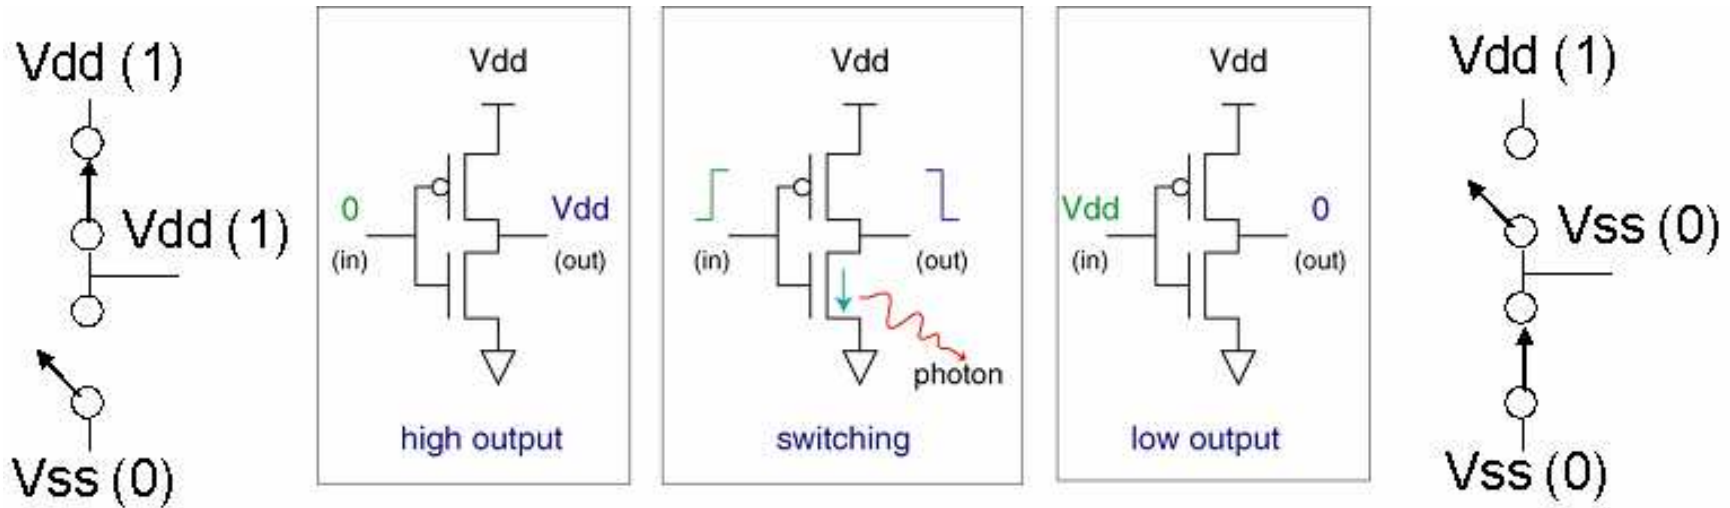 Vdd (1)
Vdd (1)
Vss (0)
Vdd
0
Vdd
(in)
(out)
high output
Vdd
(in)
(out)
photon
switching
Vdd
Vdd
0
(in)
(out)
low output
Vdd (1)
Vss (0)
Vss (0)